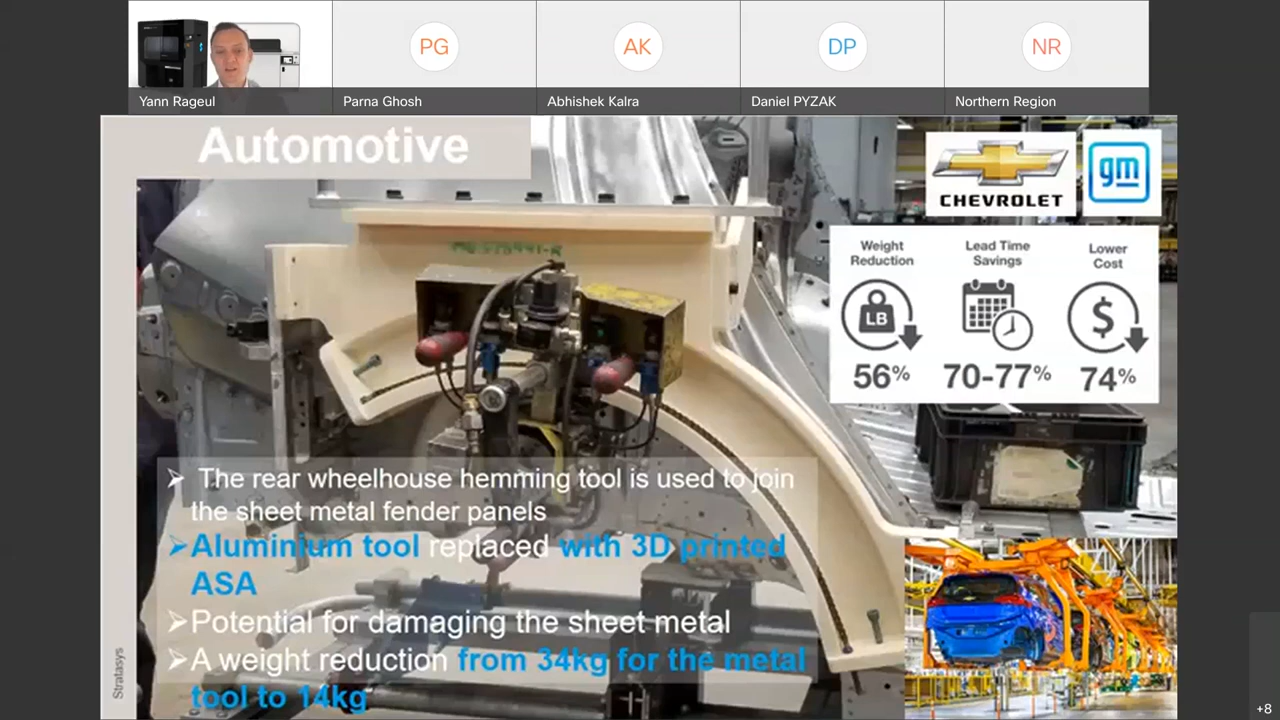 PG
AK
DP
NR
Yann Rageul
Parna Ghosh
Abhishek Kalra
Daniel PYZAK
Northern Region
Automotive
CHEVROLET
gm
Weight
Reduction
Lead Time
Savings
Lower
Cost
LB
$
56%
70-77%
74%
➢ The rear wheelhouse hemming tool is used to join
the sheet metal fender panels
➢Aluminium tool replaced with 3D printed
ASA
➢Potential for damaging the sheet metal
➢A weight reduction from 34kg for the metal
tool to 14kg
Stratasys
+8